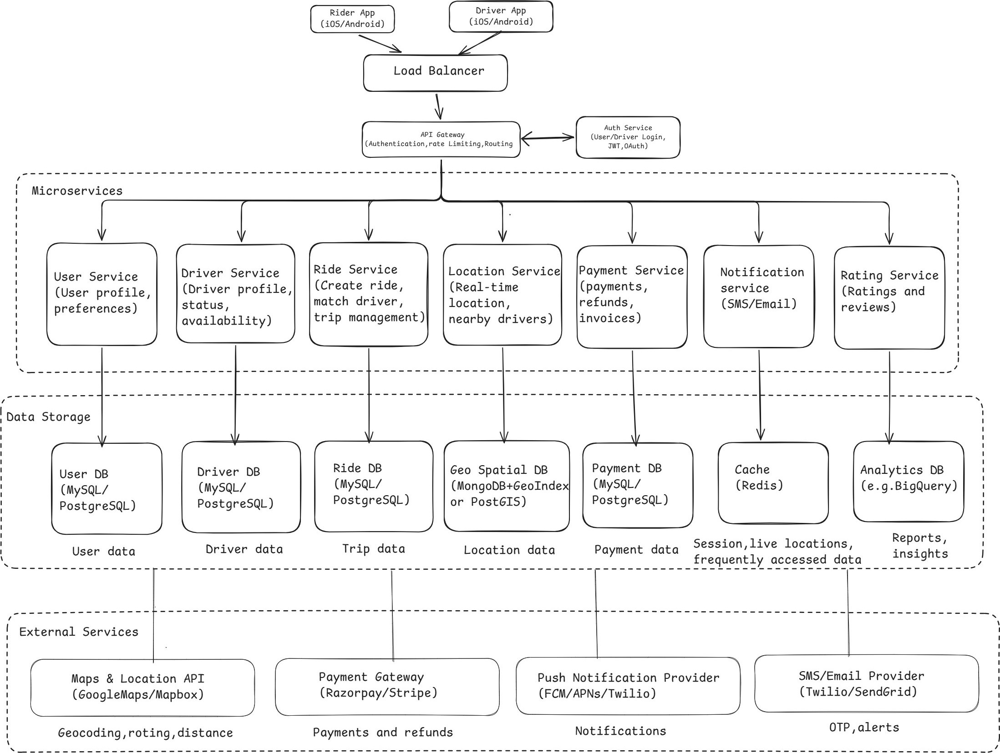 Rider App
(iOS/Android)
Driver App
(iOS/Android)
Load Balancer
API Gateway
(Authentication,rate Limiting,Routing
Auth Service
(User/Driver Login,
JWT,OAuth)
Microservices
User Service
(User profile,
preferences)
Driver Service
(Driver profile,
status,
availability)
Ride Service
(Create ride,
match driver,
trip management)
Location Service
(Real-time
location,
nearby drivers)
Payment Service
(payments,
refunds,
invoices)
Notification
service
(SMS/Email)
Rating Service
(Ratings and
reviews)
Data Storage
User DB
(MySQL/
PostgreSQL)
Driver DB
(MySQL/
PostgreSQL)
Ride DB
(MySQL/
PostgreSQL)
Geo Spatial DB
(MongoDB+GeoIndex
or PostGIS)
Payment DB
(MySQL/
PostgreSQL)
Cache
(Redis)
Analytics DB
(e.g.BigQuery)
User data
Driver data
Trip data
Location data
Payment data
Session,live locations,
frequently accessed data
Reports,
insights
External Services
Maps & Location API
(GoogleMaps/Mapbox)
Payment Gateway
(Razorpay/Stripe)
Push Notification Provider
(FCM/APNs/Twilio)
SMS/Email Provider
(Twilio/SendGrid)
Geocoding,roting,distance
Payments and refunds
Notifications
OTP,alerts